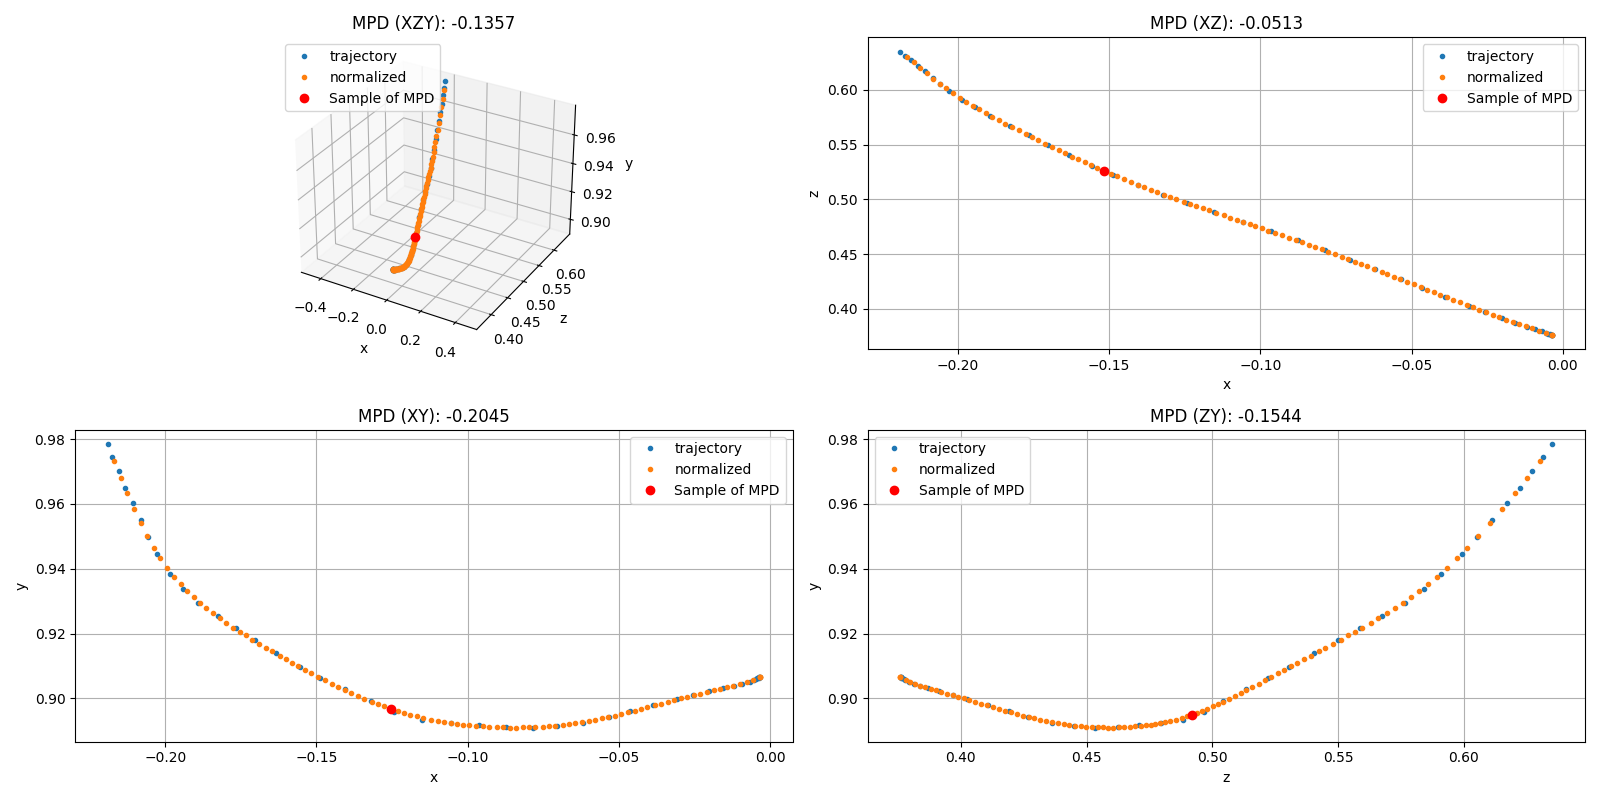 MPD (XZY): -0.1357
trajectory
normalized
Sample of MPD
0.96
0.94
0.92
0.90
y
0.60
0.55
0.50
0.45
0.40
z
−0.4
−0.2
0.0
0.2
0.4
x
MPD (XZ): -0.0513
trajectory
normalized
Sample of MPD
0.60
0.55
0.50
0.45
0.40
z
−0.20 −0.15 −0.10 −0.05 0.00
x
MPD (XY): -0.2045
trajectory
normalized
Sample of MPD
0.98
0.96
0.94
0.92
0.90
y
−0.20 −0.15 −0.10 −0.05 0.00
x
MPD (ZY): -0.1544
trajectory
normalized
Sample of MPD
0.98
0.96
0.94
0.92
0.90
y
0.40 0.45 0.50 0.55 0.60
z